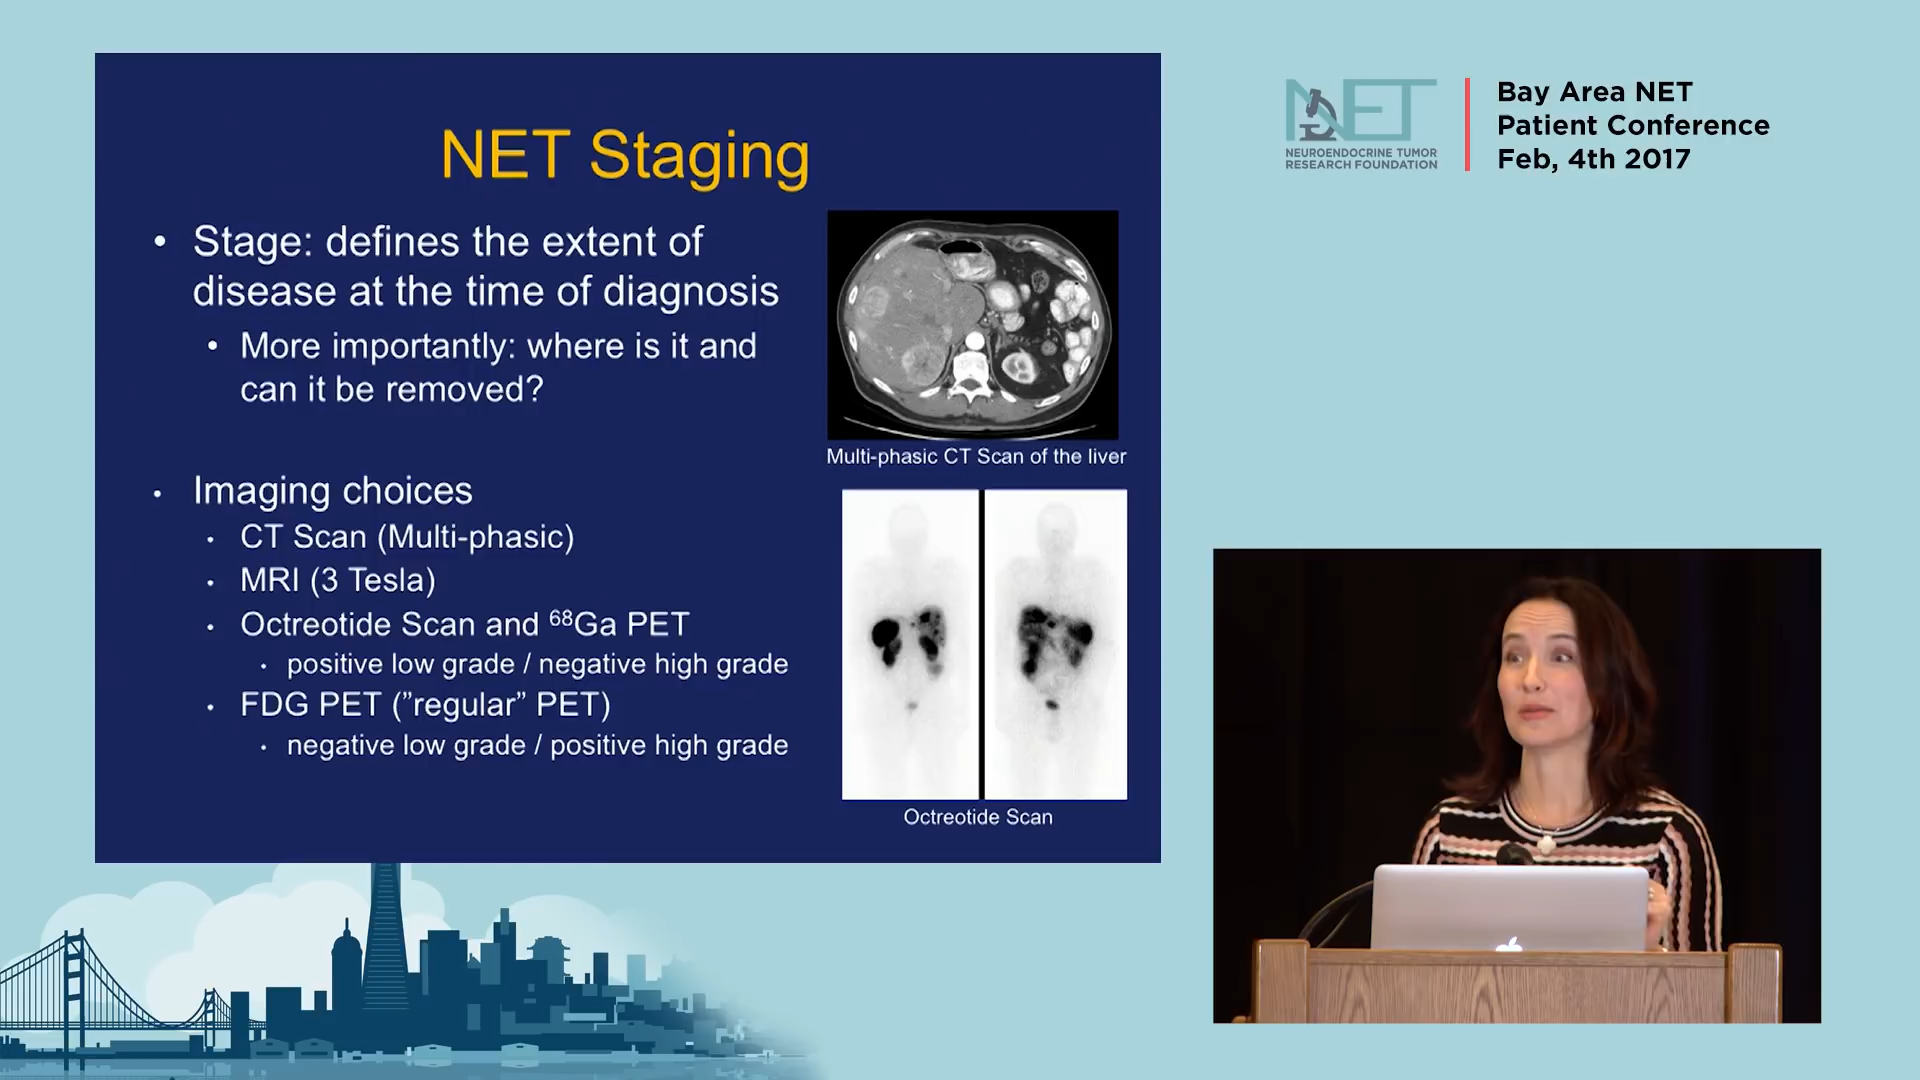 NET Staging
• Stage: defines the extent of
disease at the time of diagnosis
• More importantly: where is it and
can it be removed?
• Imaging choices
• CT Scan (Multi-phasic)
• MRI (3 Tesla)
• Octreotide Scan and ⁶⁸Ga PET
• positive low grade / negative high grade
• FDG PET (”regular” PET)
• negative low grade / positive high grade
Multi-phasic CT Scan of the liver
Octreotide Scan
NET
NEUROENDOCRINE TUMOR
RESEARCH FOUNDATION
Bay Area NET
Patient Conference
Feb, 4th 2017